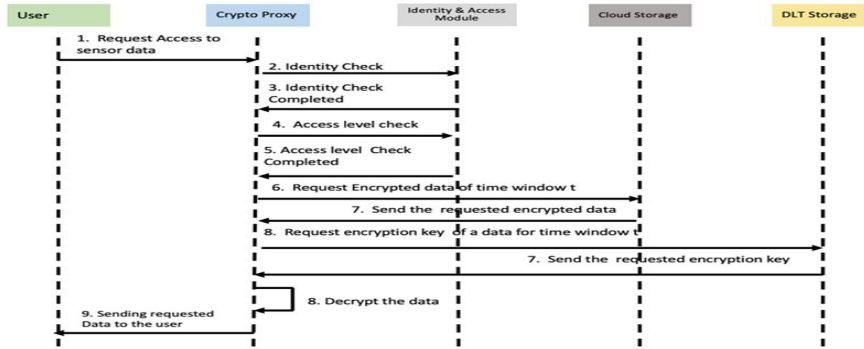 User
Crypto Proxy
Identity & Access
Module
Cloud Storage
DLT Storage
1. Request Access to
sensor data
2. Identity Check
3. Identity Check
Completed
4. Access level check
5. Access level Check
Completed
6. Request Encrypted data of time window t
7. Send the requested encrypted data
8. Request encryption key of a data for time window t
7. Send the requested encryption key
8. Decrypt the data
9. Sending requested
Data to the user